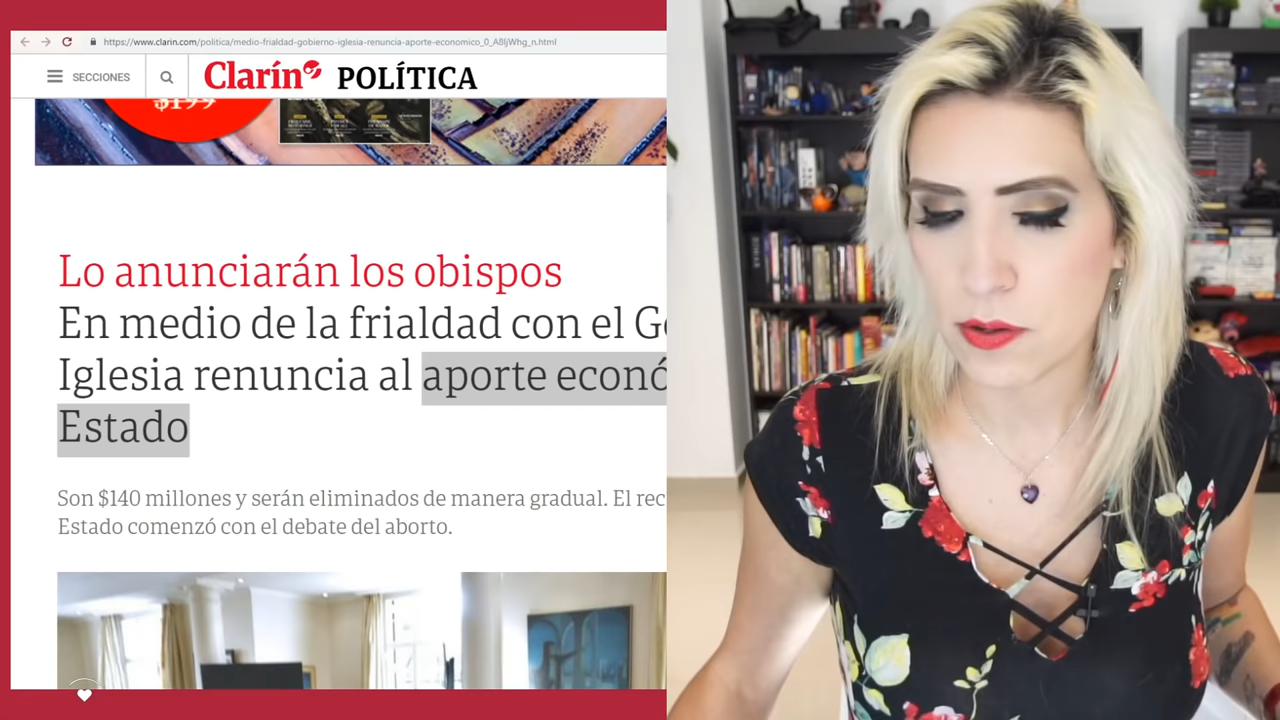 https://www.clarin.com/politica/medio-frialdad-gobierno-iglesia-renuncia-aporte-economico_0_A8IjWhg_n.html
SECCIONES
Clarín POLÍTICA
$199
Lo anunciarán los obispos
En medio de la frialdad con el G
Iglesia renuncia al aporte econó
Estado
Son $140 millones y serán eliminados de manera gradual. El rec
Estado comenzó con el debate del aborto.